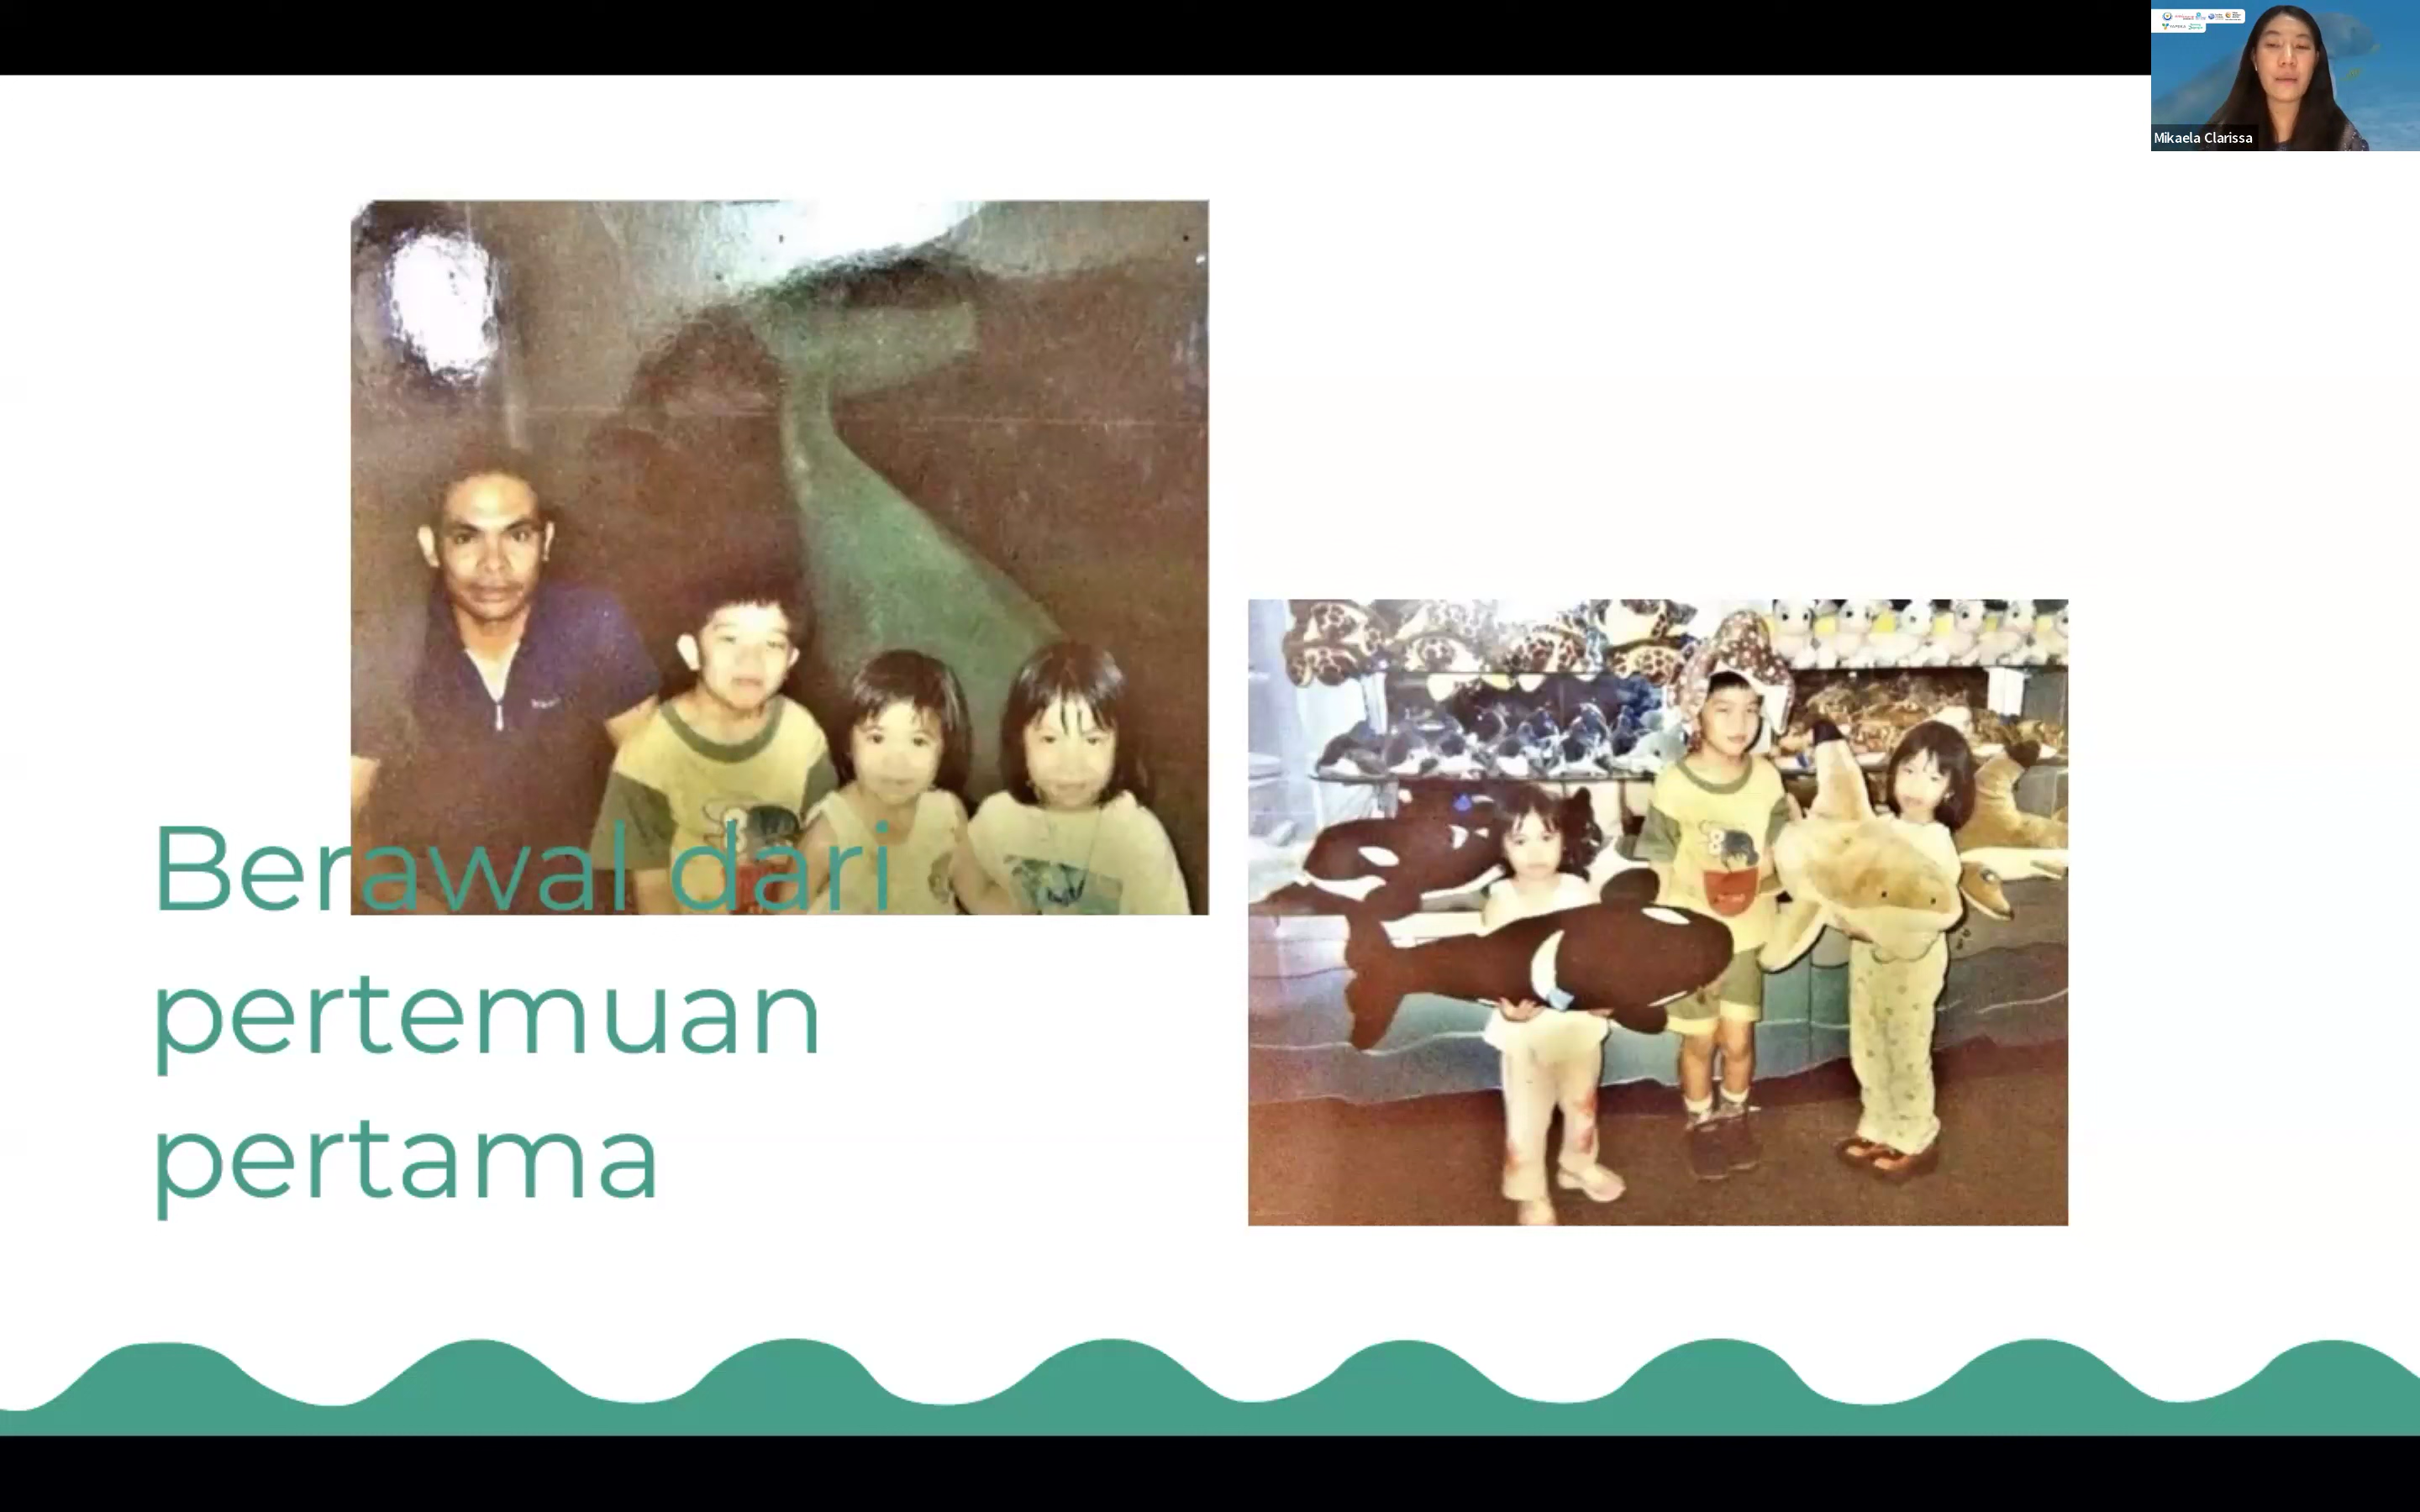 Mikaela Clarissa
Berawal dari
pertemuan
pertama